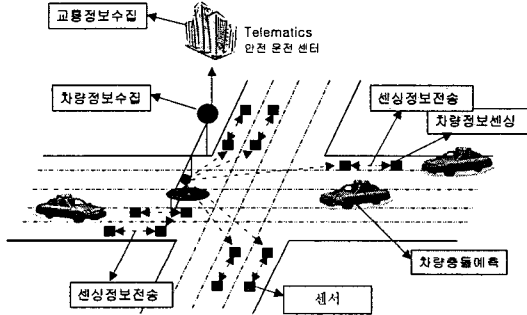 교통정보수집
Telematics
안전 운전 센터
차량정보수집
센싱정보전송
차량정보센싱
차량충돌예측
센싱정보전송
센서